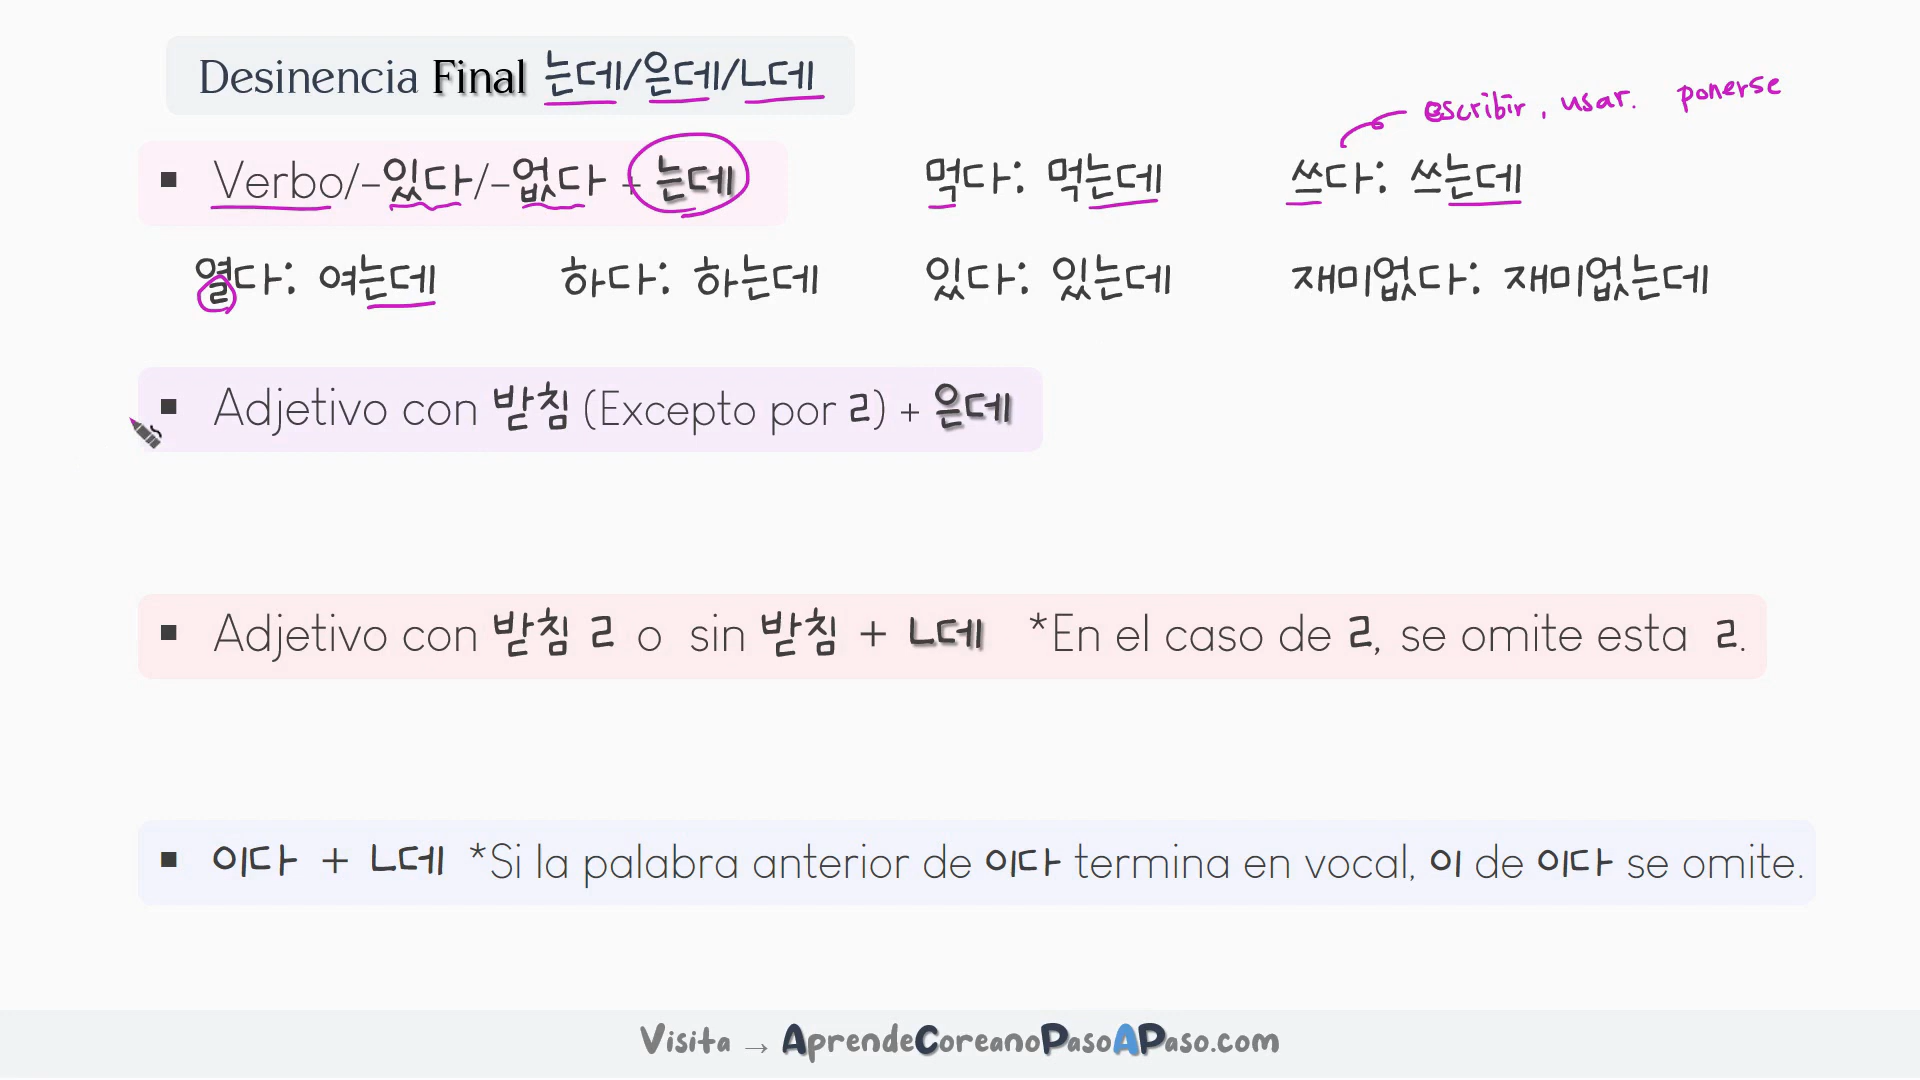 Desinencia Final 는데/은데/ㄴ데
escribir, usar. ponerse
▪ Verbo/-있다/-없다 + 는데 먹다: 먹는데 쓰다: 쓰는데
열다: 여는데 하다: 하는데 있다: 있는데 재미없다: 재미없는데
▪ Adjetivo con 받침 (Excepto por ㄹ) + 은데
▪ Adjetivo con 받침 ㄹ o sin 받침 + ㄴ데 *En el caso de ㄹ, se omite esta ㄹ.
▪ 이다 + ㄴ데 *Si la palabra anterior de 이다 termina en vocal, 이 de 이다 se omite.
Visita → AprendeCoreanoPasoAPaso.com